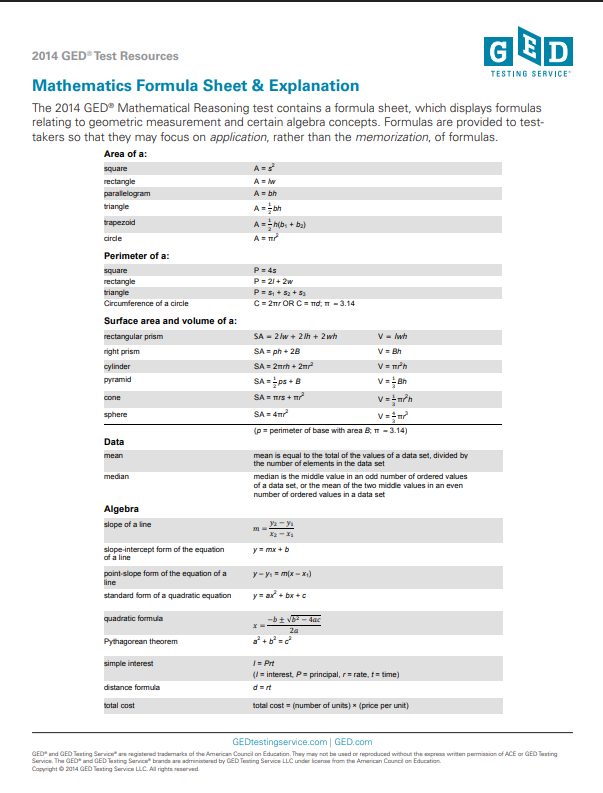 2014 GED® Test Resources
GED
TESTING SERVICE®
Mathematics Formula Sheet & Explanation
The 2014 GED® Mathematical Reasoning test contains a formula sheet, which displays formulas
relating to geometric measurement and certain algebra concepts. Formulas are provided to test-
takers so that they may focus on application, rather than the memorization, of formulas.
Area of a:
square A = s²
rectangle A = lw
parallelogram A = bh
triangle A = ½ bh
trapezoid A = ½ h(b₁ + b₂)
circle A = πr²
Perimeter of a:
square P = 4s
rectangle P = 2l + 2w
triangle P = s₁ + s₂ + s₃
Circumference of a circle C = 2πr OR C = πd; π ≈ 3.14
Surface area and volume of a:
rectangular prism SA = 2lw + 2lh + 2wh V = lwh
right prism SA = ph + 2B V = Bh
cylinder SA = 2πrh + 2πr² V = πr²h
pyramid SA = ½ ps + B V = ⅓ Bh
cone SA = πrs + πr² V = ⅓ πr²h
sphere SA = 4πr² V = 4/3 πr³
(p = perimeter of base with area B; π ≈ 3.14)
Data
mean mean is equal to the total of the values of a data set, divided by
the number of elements in the data set
median median is the middle value in an odd number of ordered values
of a data set, or the mean of the two middle values in an even
number of ordered values in a data set
Algebra
slope of a line m = (y₂ − y₁)/(x₂ − x₁)
slope-intercept form of the equation y = mx + b
of a line
point-slope form of the equation of a y – y₁ = m(x – x₁)
line
standard form of a quadratic equation y = ax² + bx + c
quadratic formula x = (−b ± √(b² − 4ac))/2a
Pythagorean theorem a² + b² = c²
simple interest I = Prt
(I = interest, P = principal, r = rate, t = time)
distance formula d = rt
total cost total cost = (number of units) × (price per unit)
GEDtestingservice.com | GED.com
GED® and GED Testing Service® are registered trademarks of the American Council on Education. They may not be used or reproduced without the express written permission of ACE or GED Testing
Service. The GED® and GED Testing Service® brands are administered by GED Testing Service LLC under license from the American Council on Education.
Copyright © 2014 GED Testing Service LLC. All rights reserved.